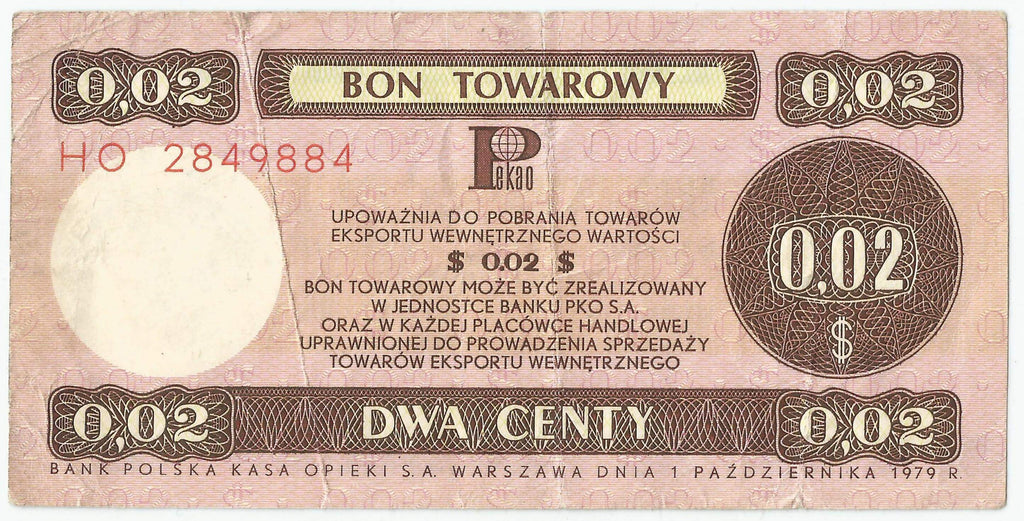 0,02 BON TOWAROWY 0,02
HO 2849884
Pekao
UPOWAŻNIA DO POBRANIA TOWARÓW
EKSPORTU WEWNĘTRZNEGO WARTOŚCI
$ 0.02 $
BON TOWAROWY MOŻE BYĆ ZREALIZOWANY
W JEDNOSTCE BANKU PKO S.A.
ORAZ W KAŻDEJ PLACÓWCE HANDLOWEJ
UPRAWNIONEJ DO PROWADZENIA SPRZEDAŻY
TOWARÓW EKSPORTU WEWNĘTRZNEGO
0,02
$
0,02 DWA CENTY 0,02
BANK POLSKA KASA OPIEKI S.A. WARSZAWA DNIA 1 PAŹDZIERNIKA 1979 R.